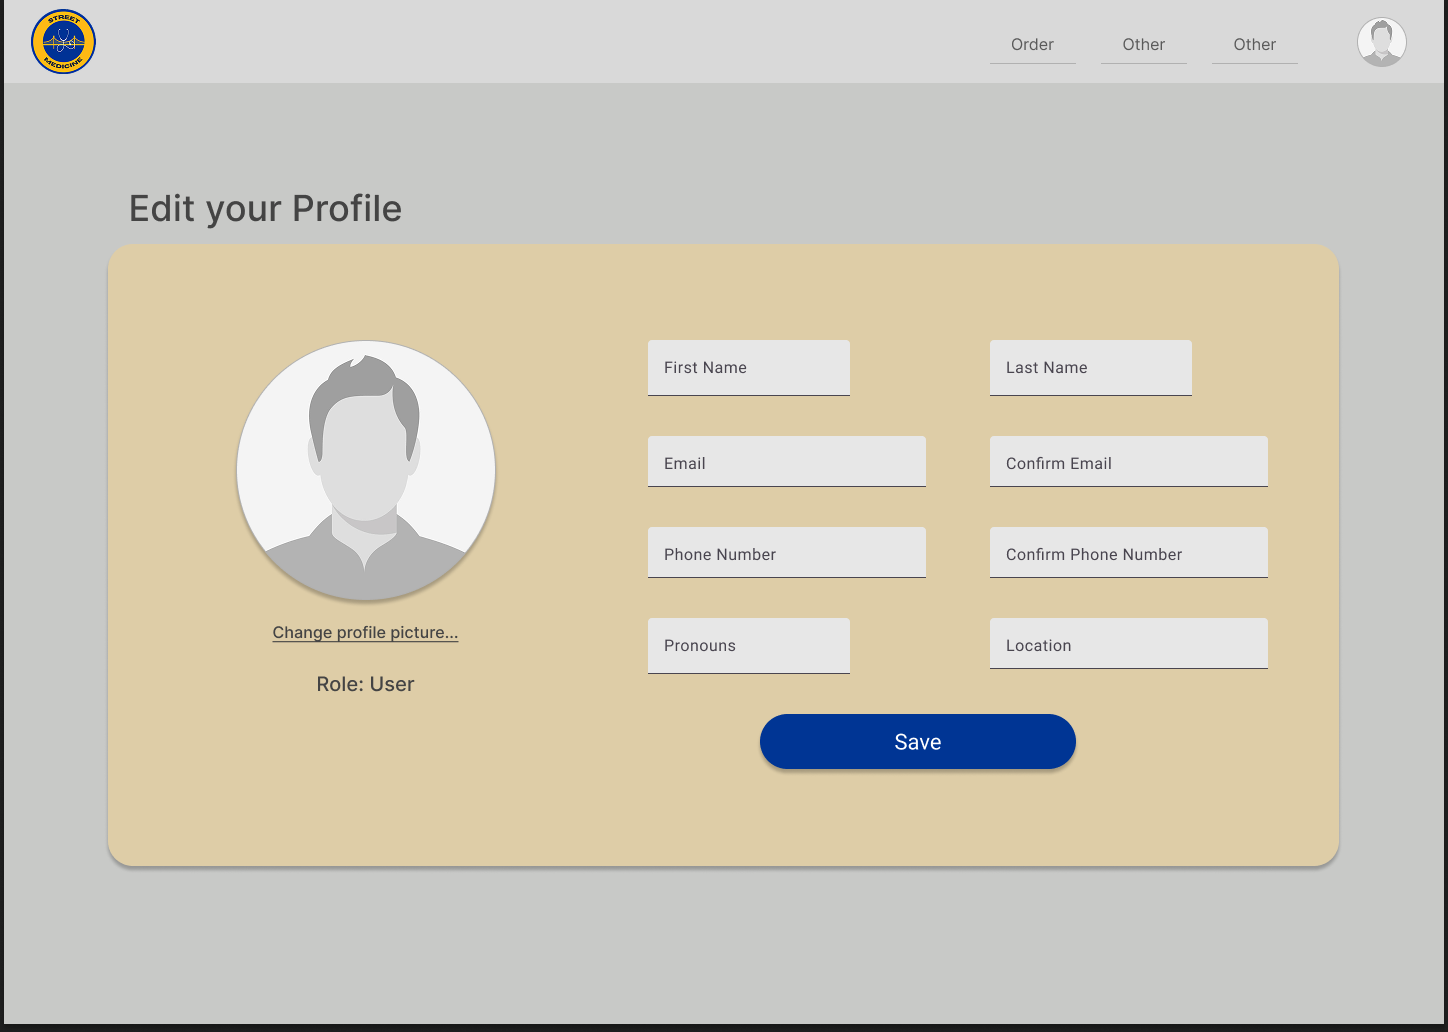 STREET
MEDICINE
Order
Other
Other
Edit your Profile
First Name
Last Name
Email
Confirm Email
Phone Number
Confirm Phone Number
Change profile picture...
Pronouns
Location
Role: User
Save